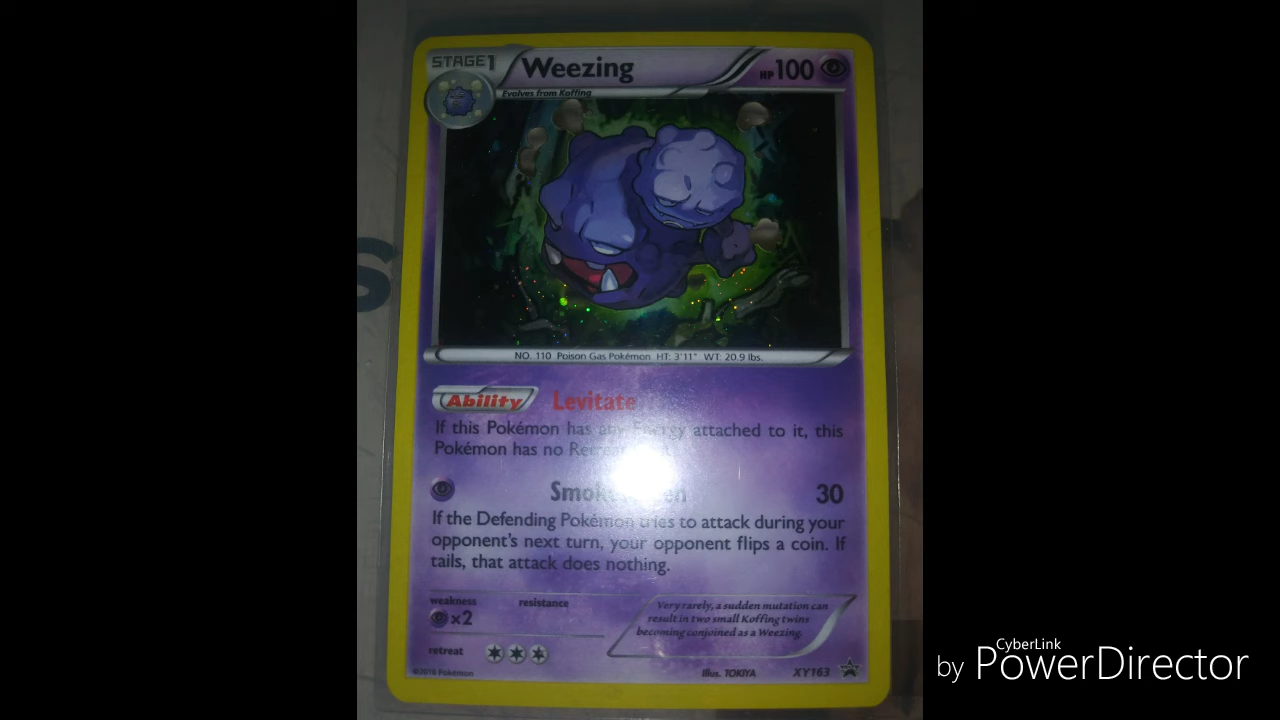 STAGE1
Weezing
HP100
Evolves from Koffing
S
NO. 110 Poison Gas Pokémon HT: 3'11" WT: 20.9 lbs.
Ability Levitate
If this Pokémon has any Energy attached to it, this
Pokémon has no Retreat
30
If the Defending Pokémon tries to attack during your
opponent's next turn, your opponent flips a coin. If
tails, that attack does nothing.
weakness resistance
×2
Very rarely, a sudden mutation can
result in two small Koffing twins
becoming conjoined as a Weezing.
retreat
©2016 Pokémon
Illus. TOKIYA XY163
CyberLink
by PowerDirector